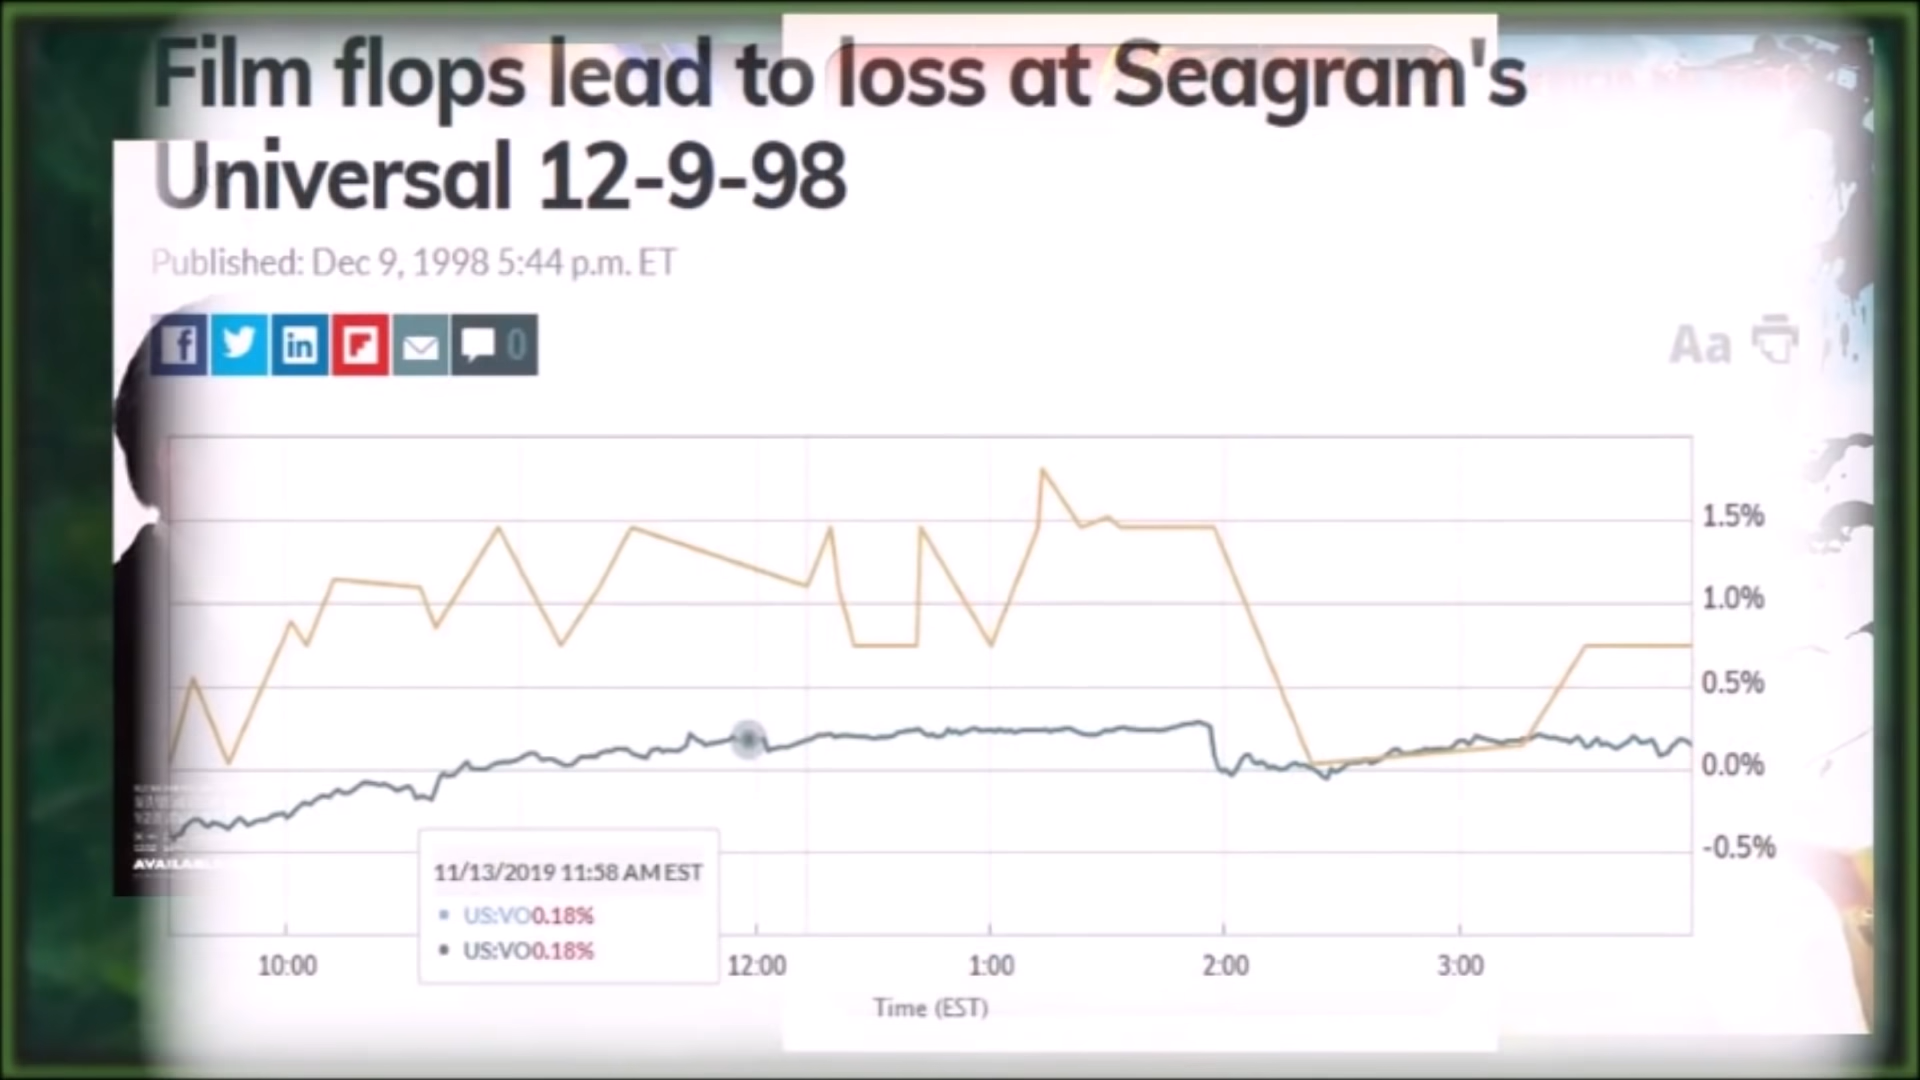 Film flops lead to loss at Seagram's
Universal 12-9-98
Published: Dec 9, 1998 5:44 p.m. ET
f in 0
Aa
1.5%
1.0%
0.5%
0.0%
-0.5%
11/13/2019 11:58 AM EST
US:VO0.18%
US:VO0.18%
10:00 12:00 1:00 2:00 3:00
Time (EST)